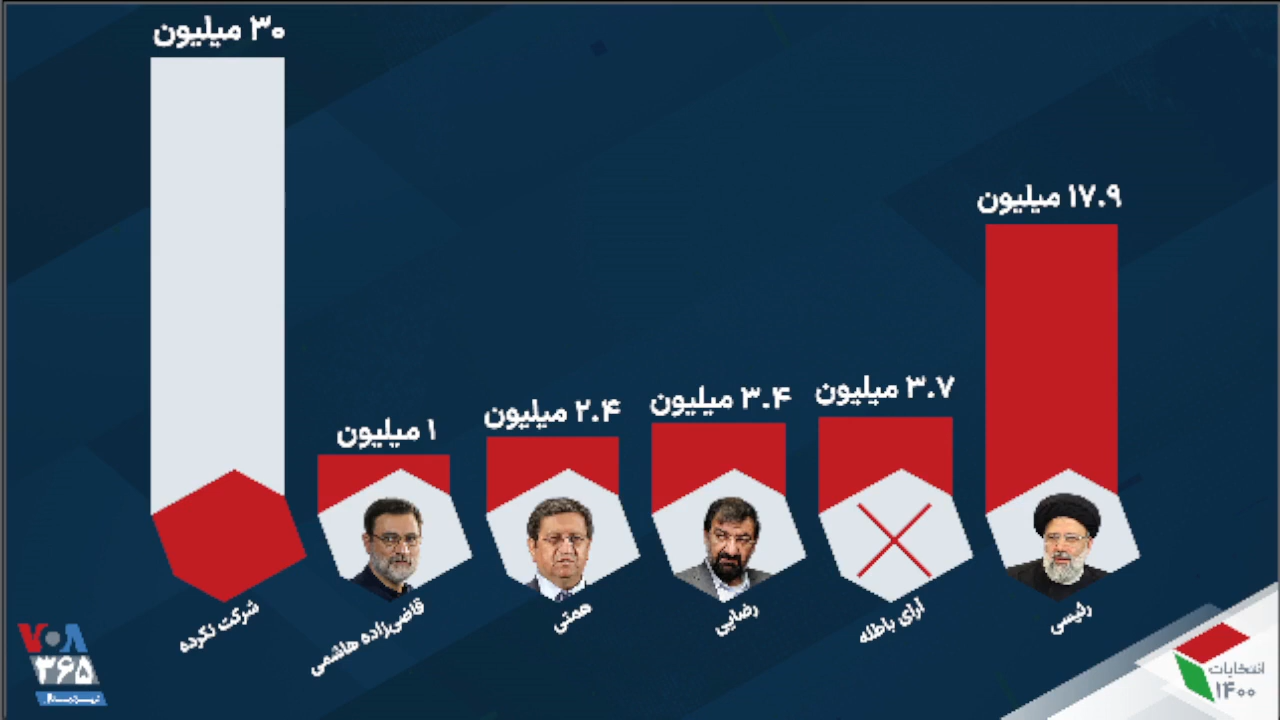 ۳۰ میلیون
۱۷.۹ میلیون
۳.۷ میلیون
۳.۴ میلیون
۲.۴ میلیون
۱ میلیون
رئیسی
آرای باطله
رضایی
همتی
قاضی‌زاده هاشمی
شرکت نکرده
VOA
۳۶۵
انتخابات
۱۴۰۰